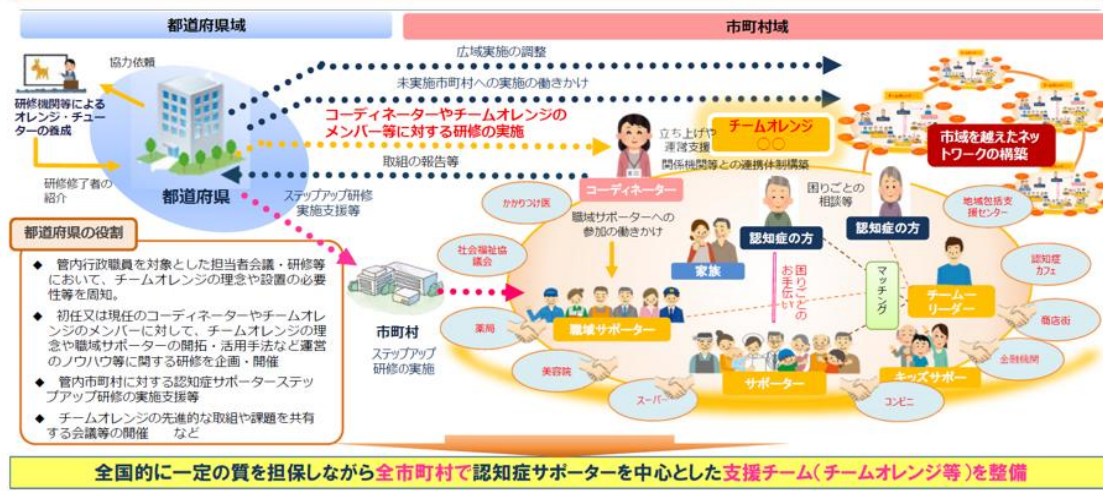 都道府県域
市町村域
協力依頼
研修機関等による
オレンジ・チュー
ターの養成
研修修了者の
紹介
都道府県
広域実施の調整
未実施市町村への実施の働きかけ
コーディネーターやチームオレンジの
メンバー等に対する研修の実施
取組の報告等
ステップアップ研修
実施支援等
立ち上げや
運営支援
チームオレンジ
〇〇
関係機関等との連携体制構築
市域を越えたネッ
トワークの構築
コーディネーター
職域サポーターへの
参加の働きかけ
困りごとの
相談等
かかりつけ医
社会福祉協
議会
薬局
美容院
スーパー
コンビニ
金融機関
商店街
認知症
カフェ
地域包括支
援センター
家族
認知症の方
認知症の方
困りごとの
お手伝い
マッチング
チームー
リーダー
職域サポーター
サポーター
キッズサポー
市町村
ステップアップ
研修の実施
都道府県の役割
◆ 管内行政職員を対象とした担当者会議・研修等
において、チームオレンジの理念や設置の必要
性等を周知。
◆ 初任又は現任のコーディネーターやチームオレ
ンジのメンバーに対して、チームオレンジの理
念や職域サポーターの開拓・活用手法など運営
のノウハウ等に関する研修を企画・開催
◆ 管内市町村に対する認知症サポーターステッ
プアップ研修の実施支援等
◆ チームオレンジの先進的な取組や課題を共有
する会議等の開催 など
全国的に一定の質を担保しながら全市町村で認知症サポーターを中心とした支援チーム（チームオレンジ等）を整備